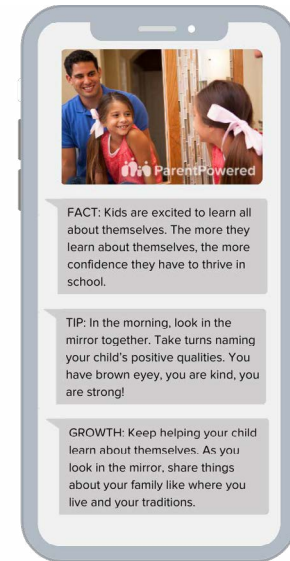 ParentPowered
FACT: Kids are excited to learn all
about themselves. The more they
learn about themselves, the more
confidence they have to thrive in
school.
TIP: In the morning, look in the
mirror together. Take turns naming
your child's positive qualities. You
have brown eyey, you are kind, you
are strong!
GROWTH: Keep helping your child
learn about themselves. As you
look in the mirror, share things
about your family like where you
live and your traditions.